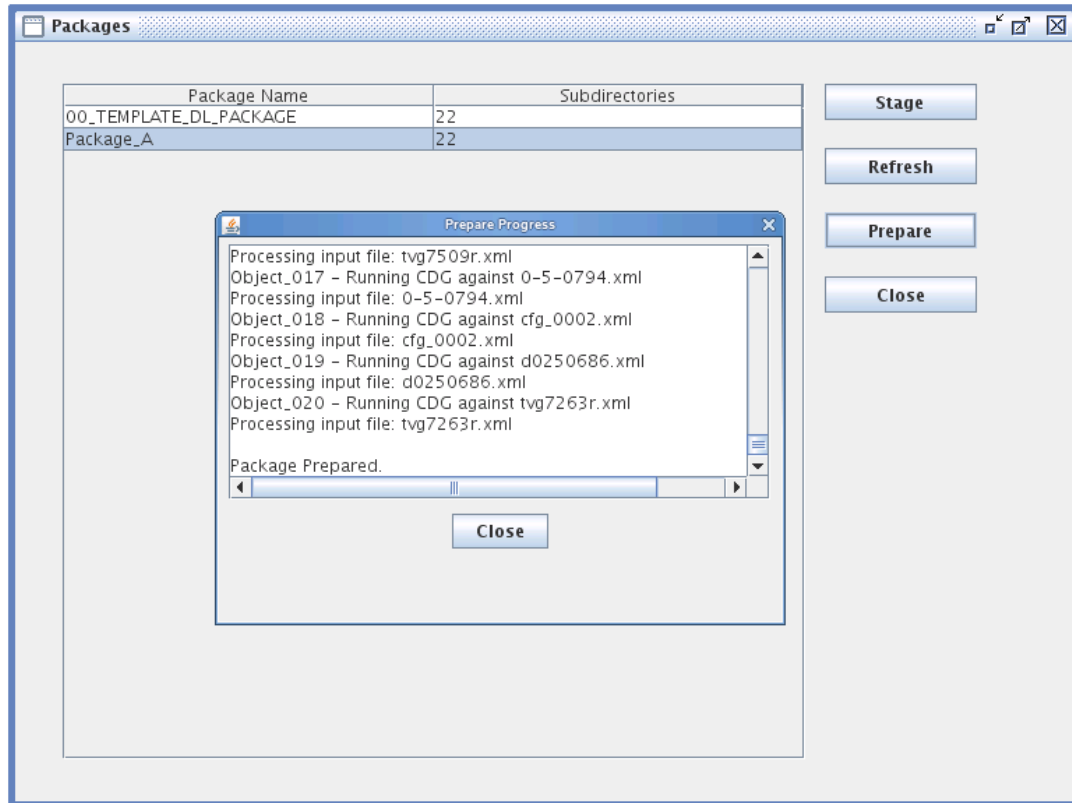 Packages
Package Name Subdirectories
00_TEMPLATE_DL_PACKAGE 22
Package_A 22
Stage
Refresh
Prepare
Close
Prepare Progress
Processing input file: tvg7509r.xml
Object_017 – Running CDG against 0-5-0794.xml
Processing input file: 0-5-0794.xml
Object_018 – Running CDG against cfg_0002.xml
Processing input file: cfg_0002.xml
Object_019 – Running CDG against d0250686.xml
Processing input file: d0250686.xml
Object_020 – Running CDG against tvg7263r.xml
Processing input file: tvg7263r.xml
Package Prepared.
Close